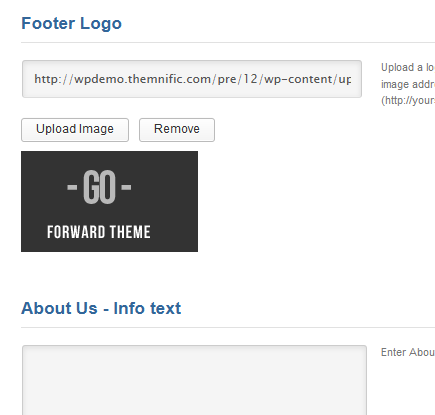 Footer Logo
http://wpdemo.themnific.com/pre/12/wp-content/up
Upload a lo
image addr
(http://your
Upload Image
Remove
- GO -
FORWARD THEME
About Us - Info text
Enter Abou